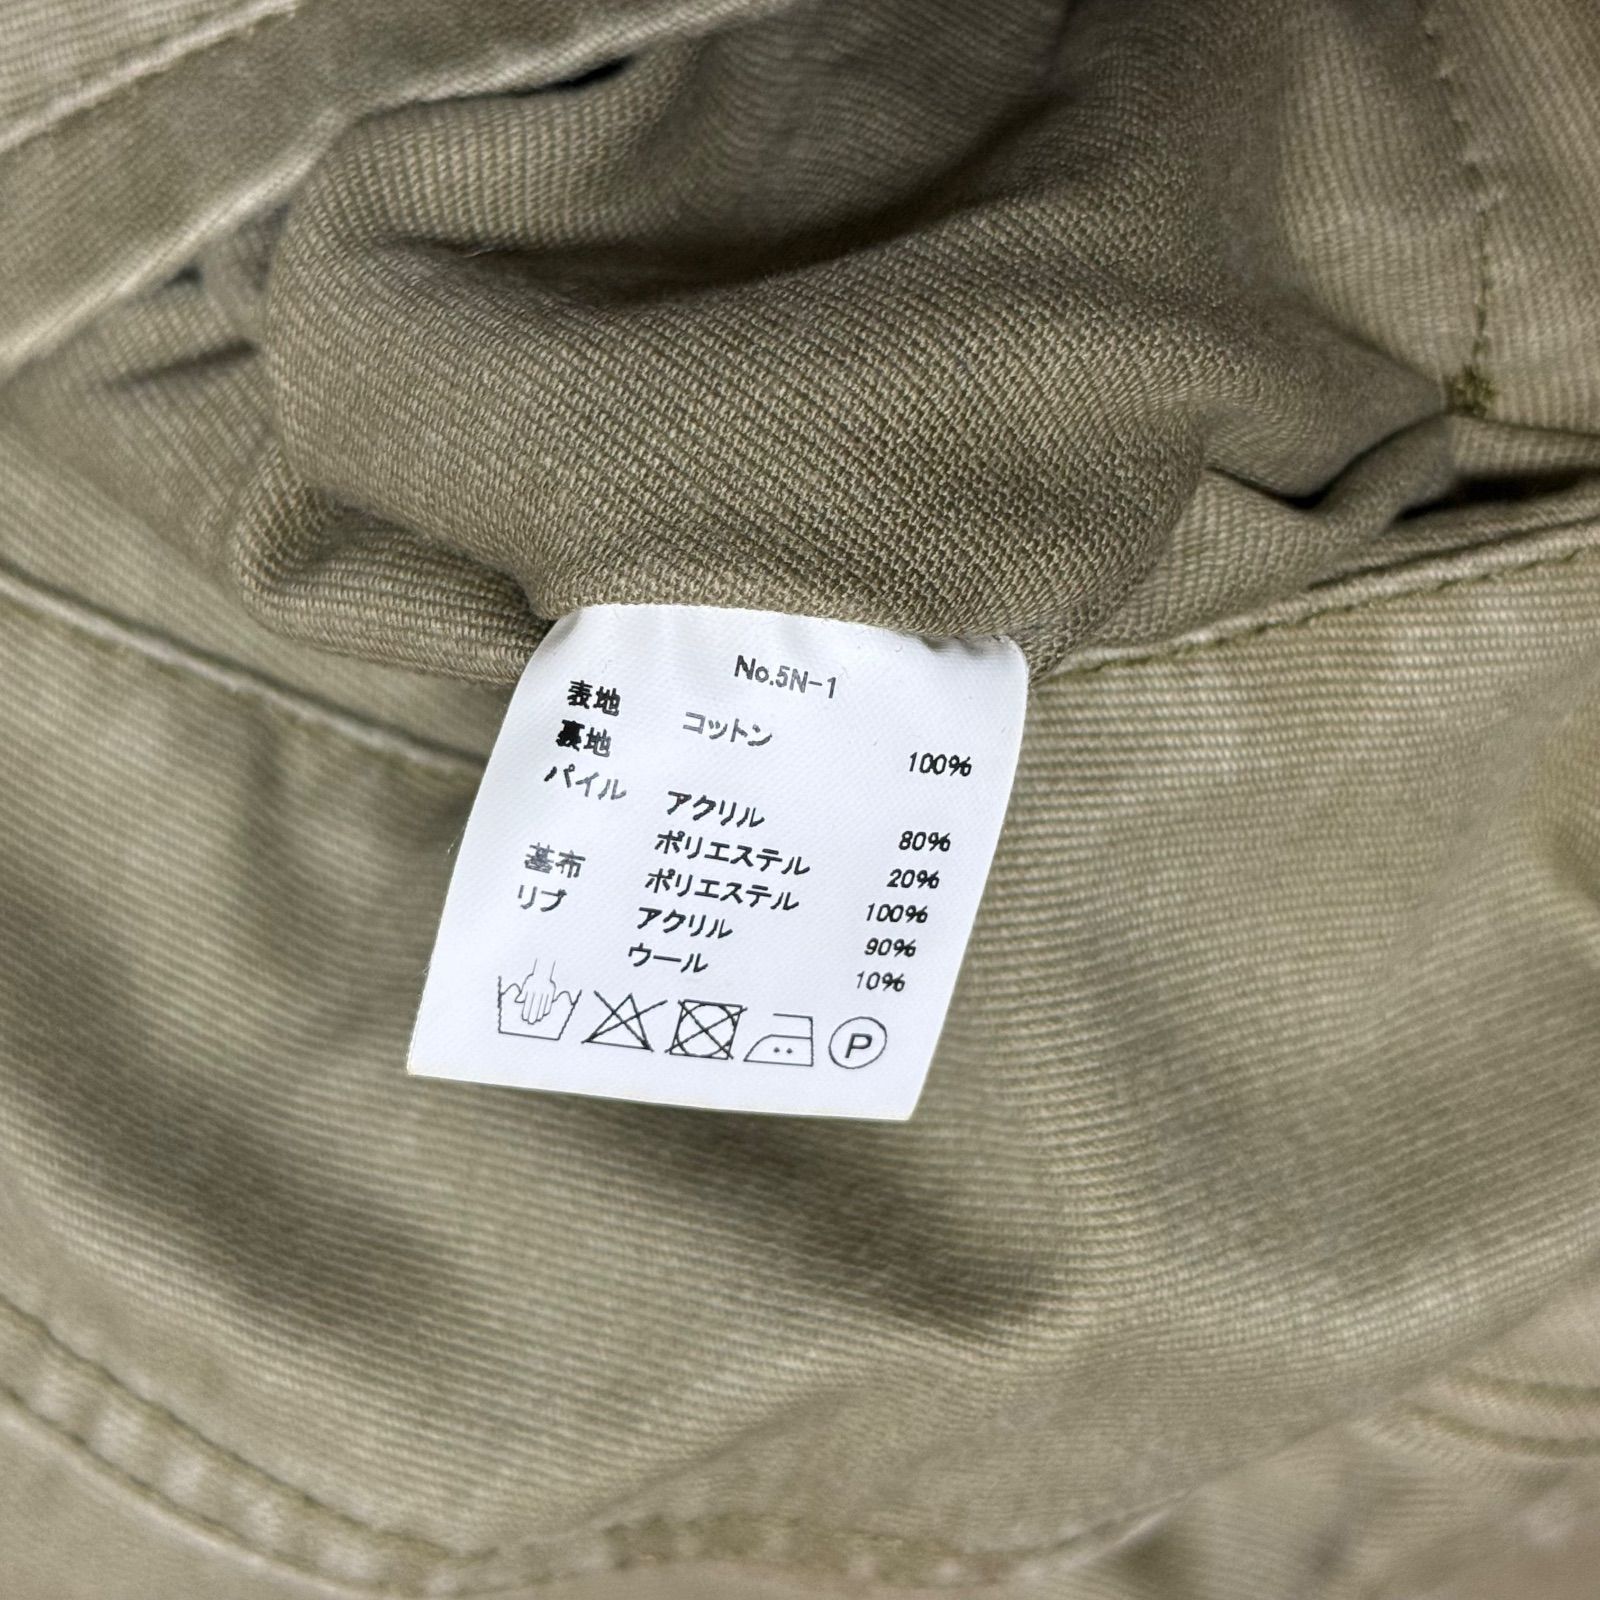 No.5N-1
表地 コットン 100%
裏地
パイル アクリル 80%
ポリエステル 20%
基布 ポリエステル 100%
リブ アクリル 90%
ウール 10%
P